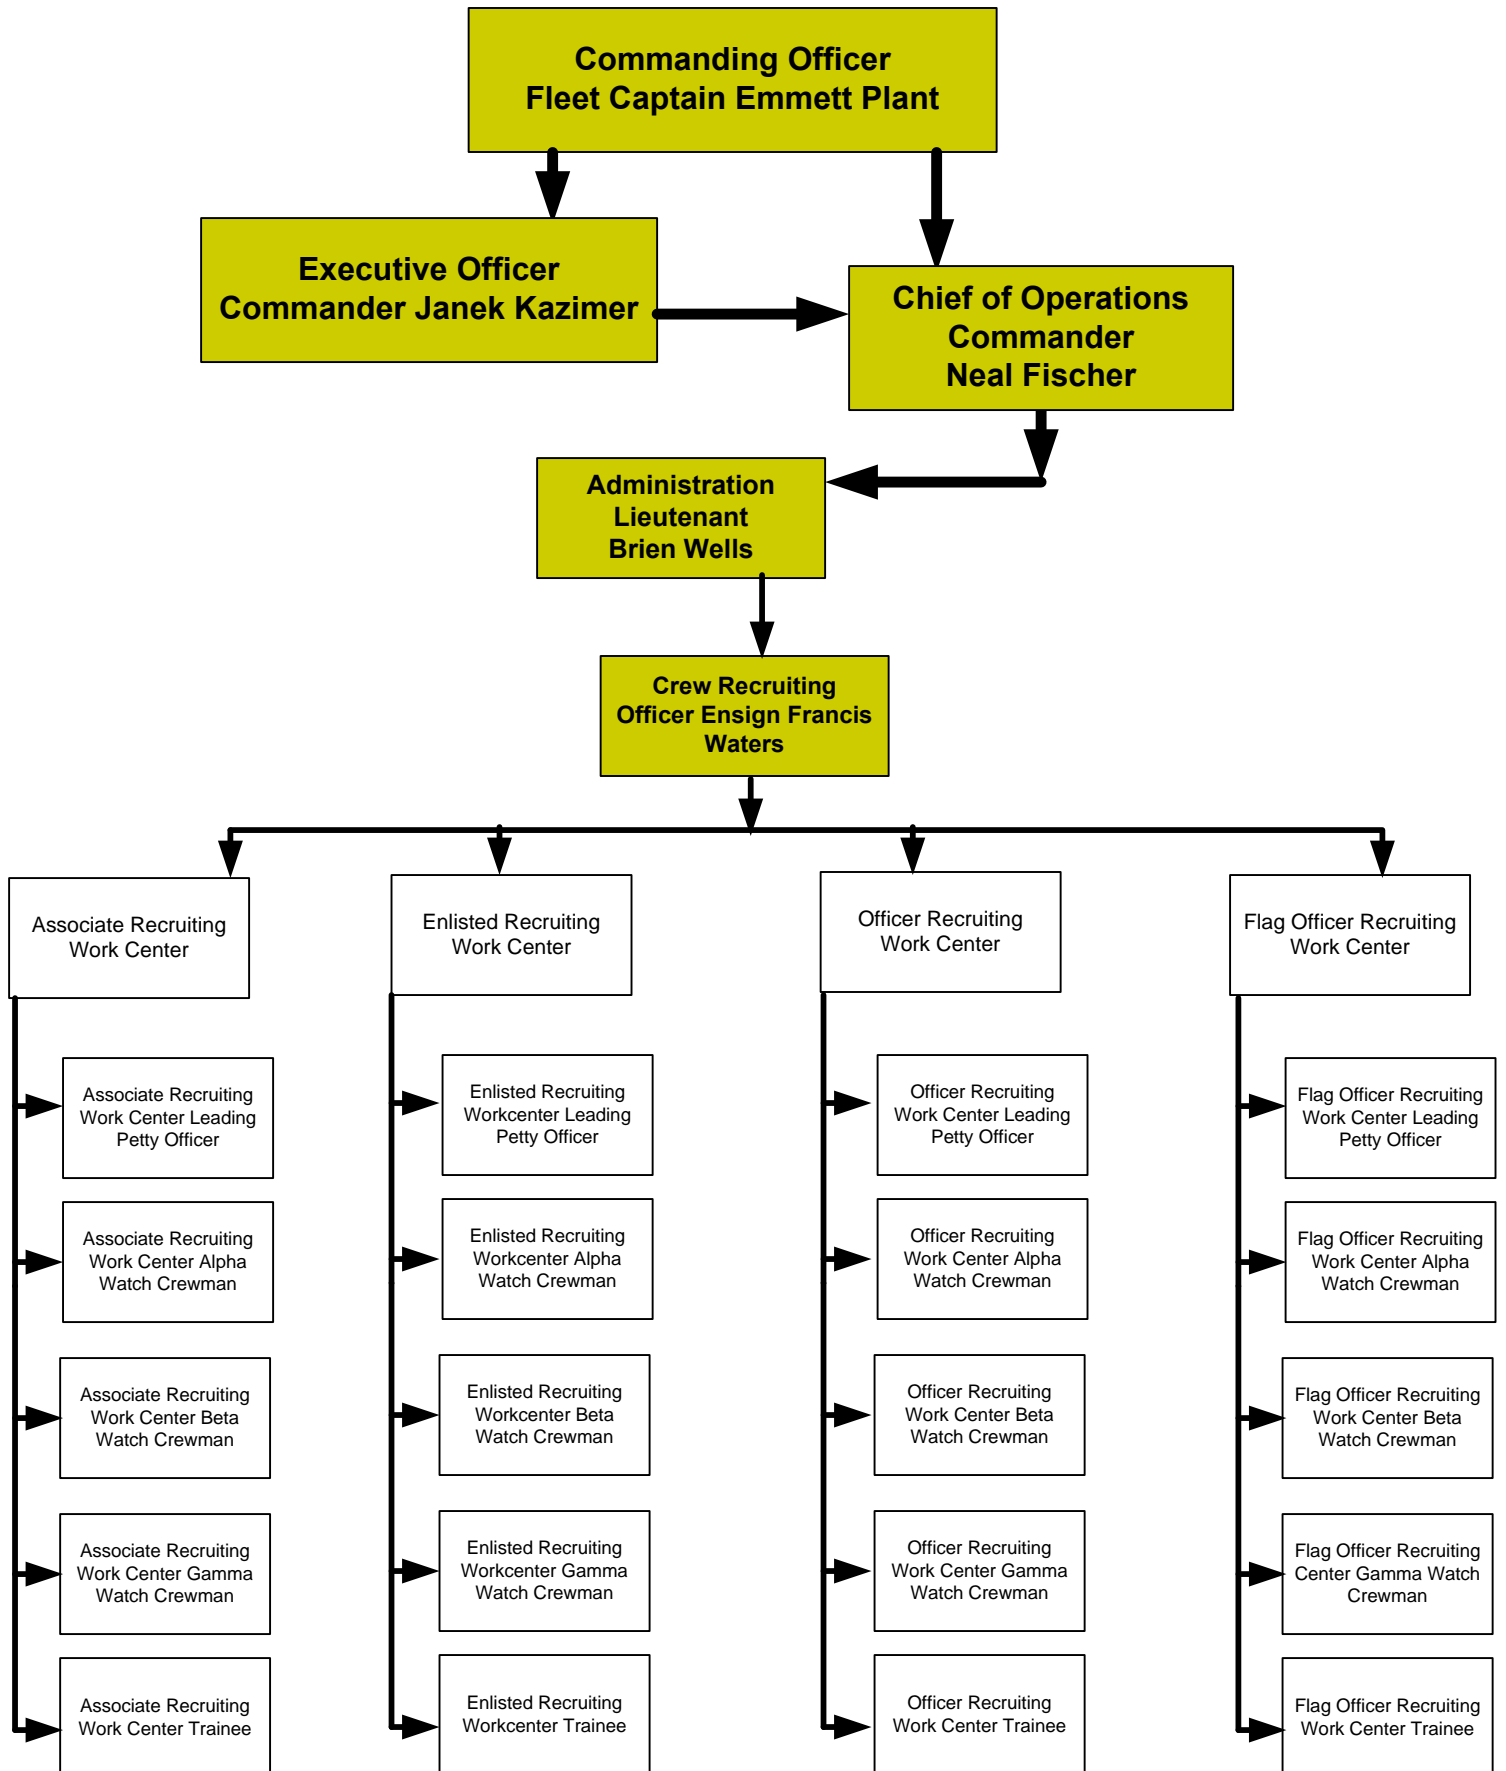 Commanding Officer
Fleet Captain Emmett Plant
Executive Officer
Commander Janek Kazimer
Chief of Operations
Commander
Neal Fischer
Administration
Lieutenant
Brien Wells
Crew Recruiting
Officer Ensign Francis
Waters
Associate Recruiting
Work Center
Enlisted Recruiting
Work Center
Officer Recruiting
Work Center
Flag Officer Recruiting
Work Center
Associate Recruiting
Work Center Leading
Petty Officer
Enlisted Recruiting
Workcenter Leading
Petty Officer
Officer Recruiting
Work Center Leading
Petty Officer
Flag Officer Recruiting
Work Center Leading
Petty Officer
Associate Recruiting
Work Center Alpha
Watch Crewman
Enlisted Recruiting
Workcenter Alpha
Watch Crewman
Officer Recruiting
Work Center Alpha
Watch Crewman
Flag Officer Recruiting
Work Center Alpha
Watch Crewman
Associate Recruiting
Work Center Beta
Watch Crewman
Enlisted Recruiting
Workcenter Beta
Watch Crewman
Officer Recruiting
Work Center Beta
Watch Crewman
Flag Officer Recruiting
Work Center Beta
Watch Crewman
Associate Recruiting
Work Center Gamma
Watch Crewman
Enlisted Recruiting
Workcenter Gamma
Watch Crewman
Officer Recruiting
Work Center Gamma
Watch Crewman
Flag Officer Recruiting
Center Gamma Watch
Crewman
Associate Recruiting
Work Center Trainee
Enlisted Recruiting
Workcenter Trainee
Officer Recruiting
Work Center Trainee
Flag Officer Recruiting
Work Center Trainee